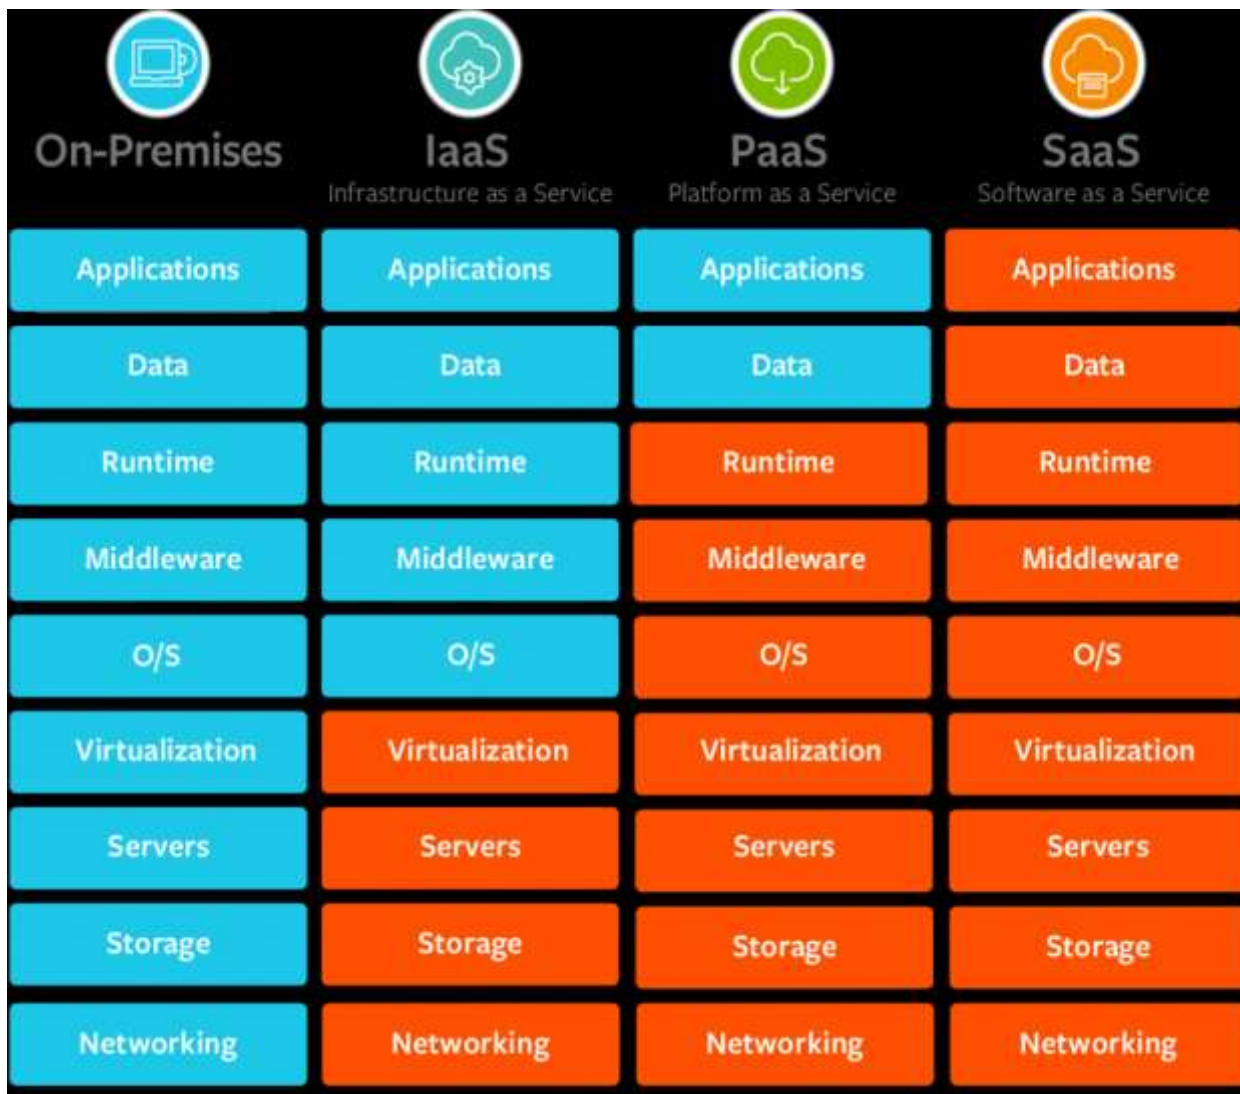 On-Premises
IaaS
PaaS
SaaS
Infrastructure as a Service
Platform as a Service
Software as a Service
Applications
Applications
Applications
Applications
Data
Data
Data
Data
Runtime
Runtime
Runtime
Runtime
Middleware
Middleware
Middleware
Middleware
O/S
O/S
O/S
O/S
Virtualization
Virtualization
Virtualization
Virtualization
Servers
Servers
Servers
Servers
Storage
Storage
Storage
Storage
Networking
Networking
Networking
Networking